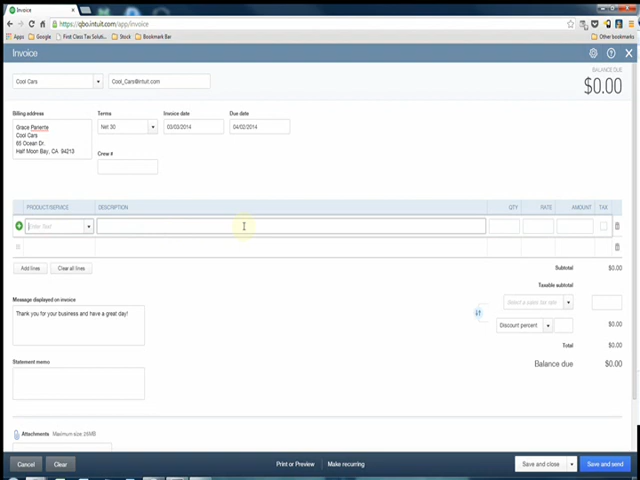 Invoice
https://qbo.intuit.com/app/invoice
Apps Google First Class Tax Solut... Stock Bookmark Bar Other bookmarks
Invoice
Cool Cars Cool_Cars@intuit.com
BALANCE DUE
$0.00
Billing address Terms Invoice date Due date
Grace Pariente
Cool Cars
65 Ocean Dr.
Half Moon Bay, CA 94213
Net 30 03/03/2014 04/02/2014
Crew #
PRODUCT/SERVICE DESCRIPTION QTY RATE AMOUNT TAX
Enter Text
Add lines Clear all lines
Subtotal $0.00
Taxable subtotal
Select a sales tax rate
Message displayed on invoice
Thank you for your business and have a great day!
Discount percent $0.00
Total $0.00
Balance due $0.00
Statement memo
Attachments Maximum size: 25MB
Cancel Clear Print or Preview Make recurring Save and close Save and send